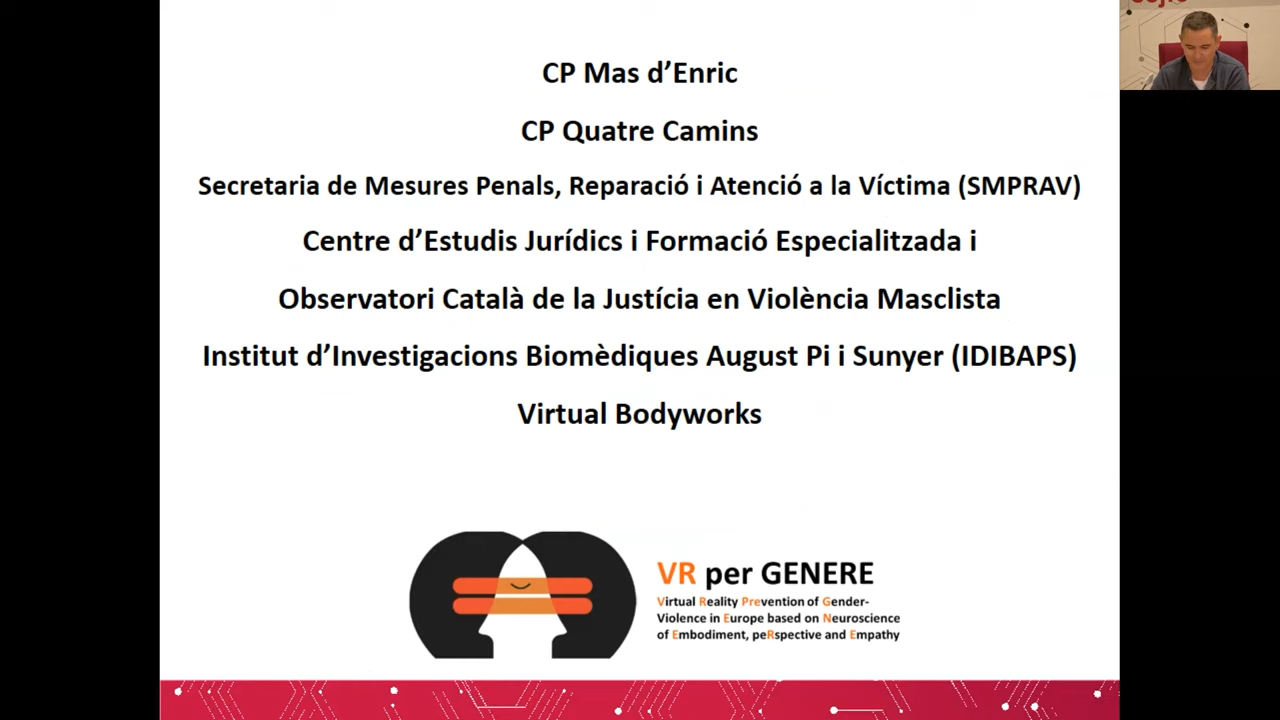 CP Mas d’Enric
CP Quatre Camins
Secretaria de Mesures Penals, Reparació i Atenció a la Víctima (SMPRAV)
Centre d’Estudis Jurídics i Formació Especialitzada i
Observatori Català de la Justícia en Violència Masclista
Institut d’Investigacions Biomèdiques August Pi i Sunyer (IDIBAPS)
Virtual Bodyworks
VR per GENERE
Virtual Reality Prevention of Gender-
Violence in Europe based on Neuroscience
of Embodiment, peRspective and Empathy